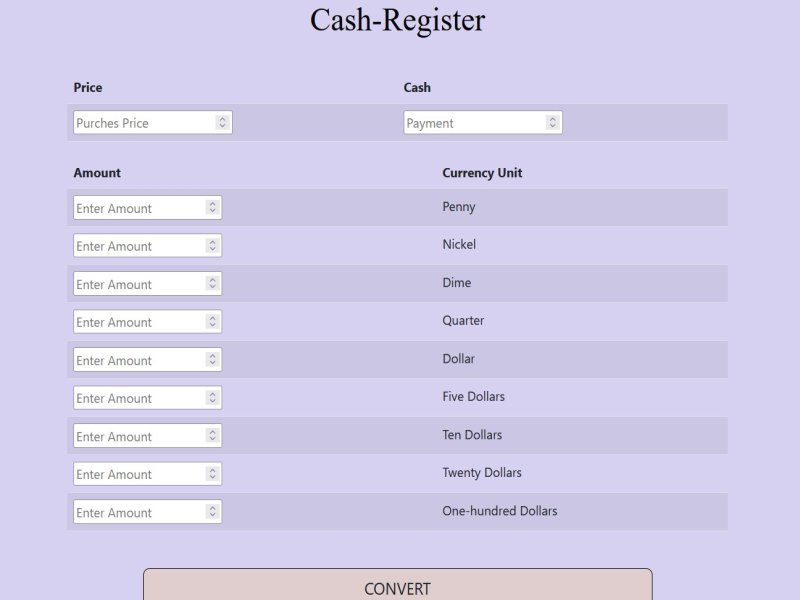 Cash-Register
Price Cash
Purches Price Payment
Amount Currency Unit
Enter Amount Penny
Enter Amount Nickel
Enter Amount Dime
Enter Amount Quarter
Enter Amount Dollar
Enter Amount Five Dollars
Enter Amount Ten Dollars
Enter Amount Twenty Dollars
Enter Amount One-hundred Dollars
CONVERT